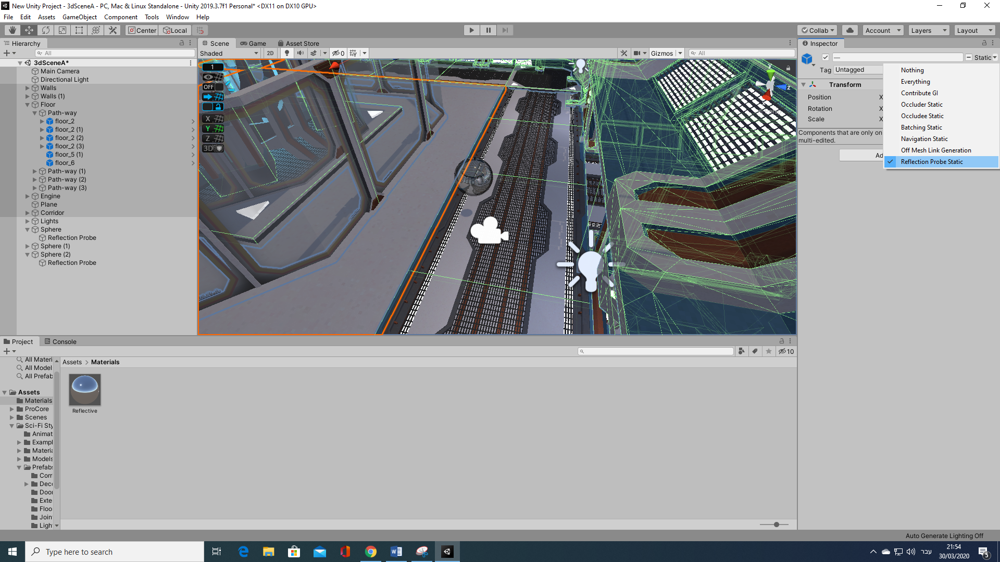 New Unity Project - 3dSceneA - PC, Mac & Linux Standalone - Unity 2019.3.7f1 Personal* <DX11 on DX10 GPU>
File Edit Assets GameObject Component Tools Window Help
Center Local Collab Account Layers Layout
Hierarchy
All
3dSceneA*
Main Camera
Directional Light
Walls
Walls (1)
Floor
Path-way
floor_2
floor_2 (1)
floor_2 (2)
floor_2 (3)
floor_5 (1)
floor_6
Path-way (1)
Path-way (2)
Path-way (3)
Engine
Plane
Corridor
Lights
Sphere
Reflection Probe
Sphere (1)
Sphere (2)
Reflection Probe
Scene Game Asset Store
Shaded 2D 0 Gizmos All
1
OFF
X
Y
Z
3D
Y
Z
Inspector
— Static
Tag Untagged
Transform
Position X
Rotation X
Scale X
Components that are only on
multi-edited.
Ad
Nothing
Everything
Contribute GI
Occluder Static
Occludee Static
Batching Static
Navigation Static
Off Mesh Link Generation
Reflection Probe Static
Project Console
10
All Materi
All Model
All Prefab
Assets
Materials
ProCore
Scenes
Sci-Fi Sty
Animat
Exampl
Materia
Models
Prefabs
Corr
Deco
Door
Exte
Floo
Join
Ligh
Assets > Materials
Reflective
Auto Generate Lighting Off
Type here to search
עבר
21:54
30/03/2020
5